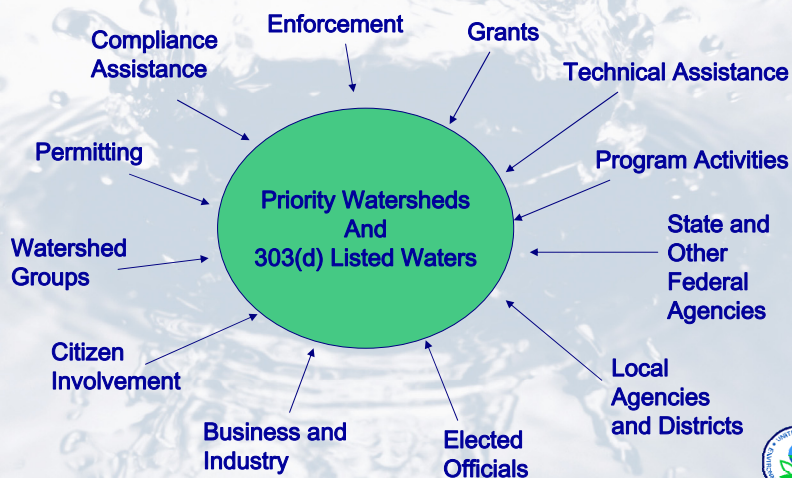 Enforcement
Grants
Compliance
Assistance
Technical Assistance
Permitting
Program Activities
Priority Watersheds
And
303(d) Listed Waters
State and
Other
Federal
Agencies
Watershed
Groups
Citizen
Involvement
Local
Agencies
and Districts
Business and
Industry
Elected
Officials